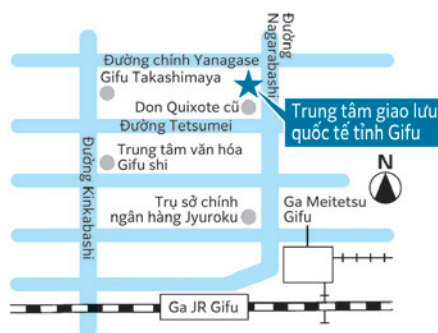 Đường
Nagarabashi
Đường chính Yanagase
Gifu Takashimaya
Don Quixote cũ
Trung tâm giao lưu
quốc tế tỉnh Gifu
Đường Tetsumei
Trung tâm văn hóa
Gifu shi
Đường Kinkabashi
N
Trụ sở chính
ngân hàng Jyuroku
Ga Meitetsu
Gifu
Ga JR Gifu